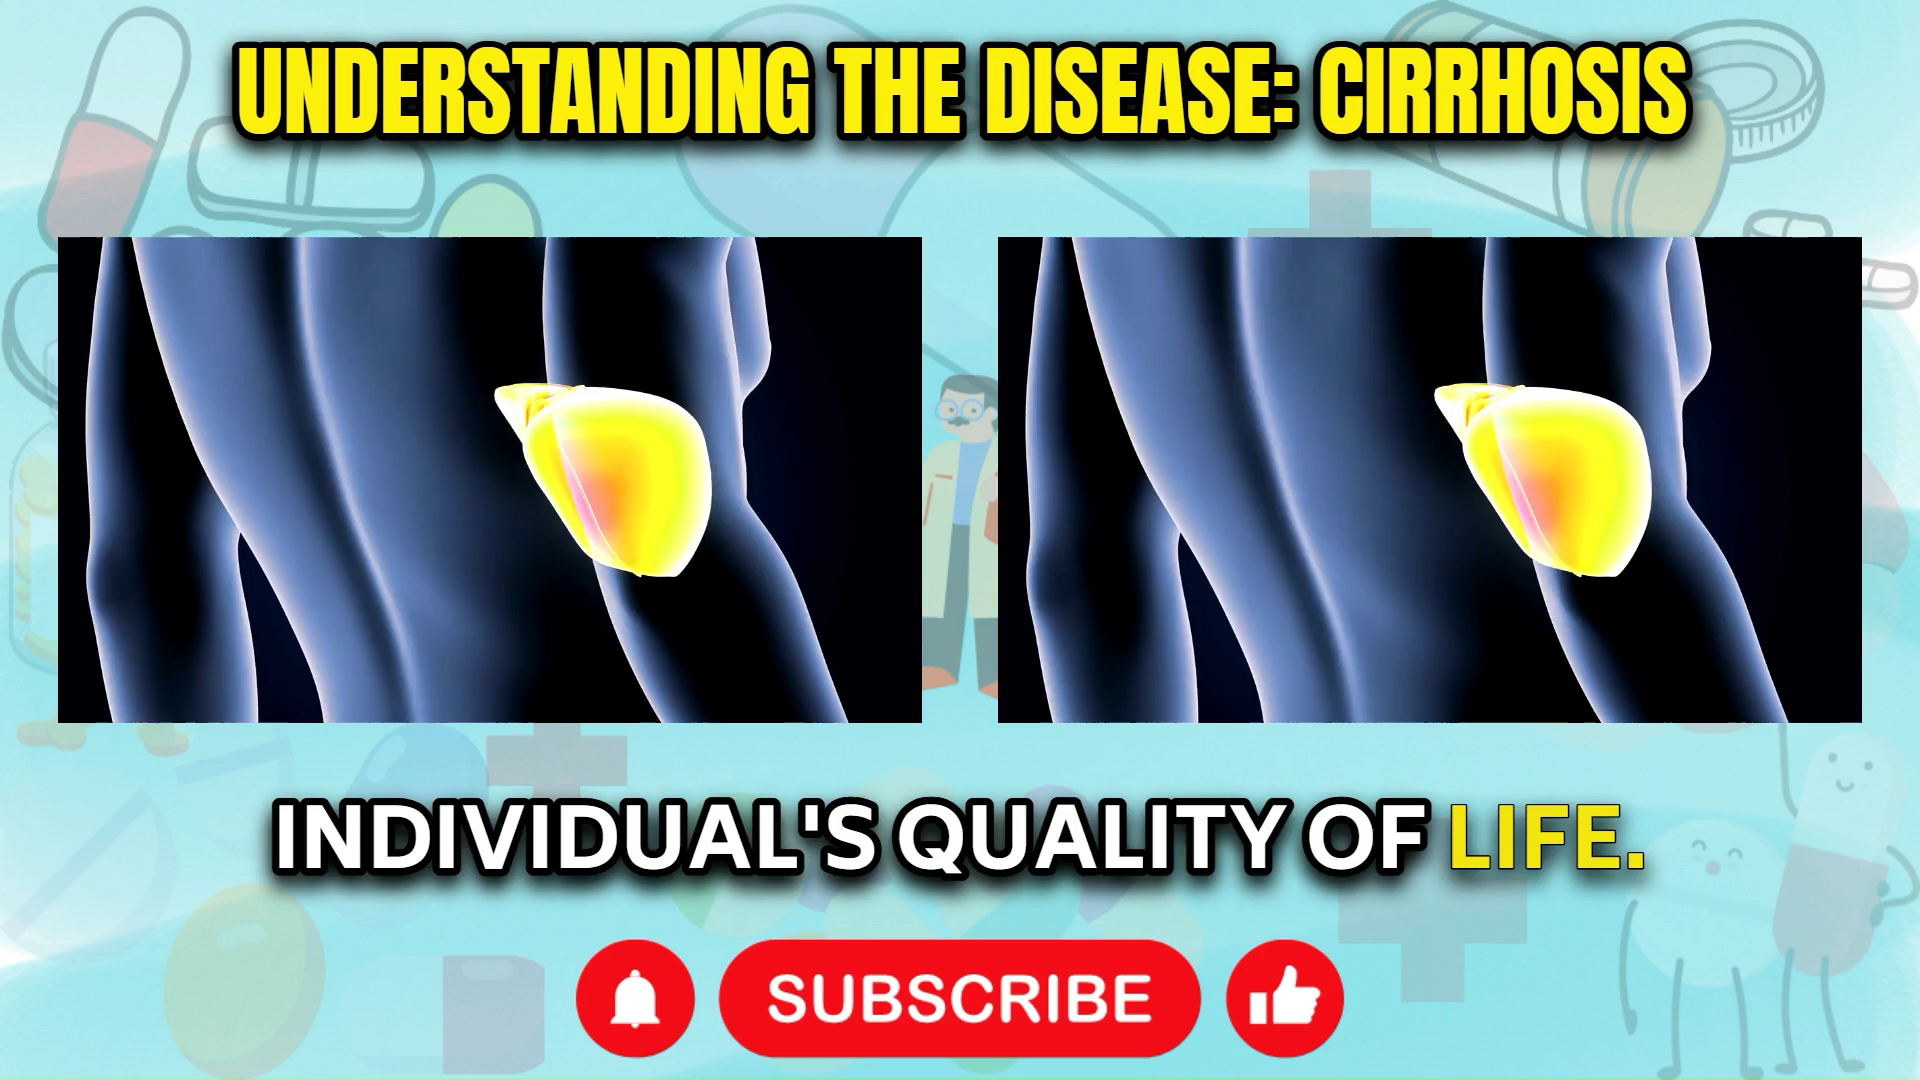 UNDERSTANDING THE DISEASE: CIRRHOSIS
INDIVIDUAL'S QUALITY OF LIFE.
SUBSCRIBE